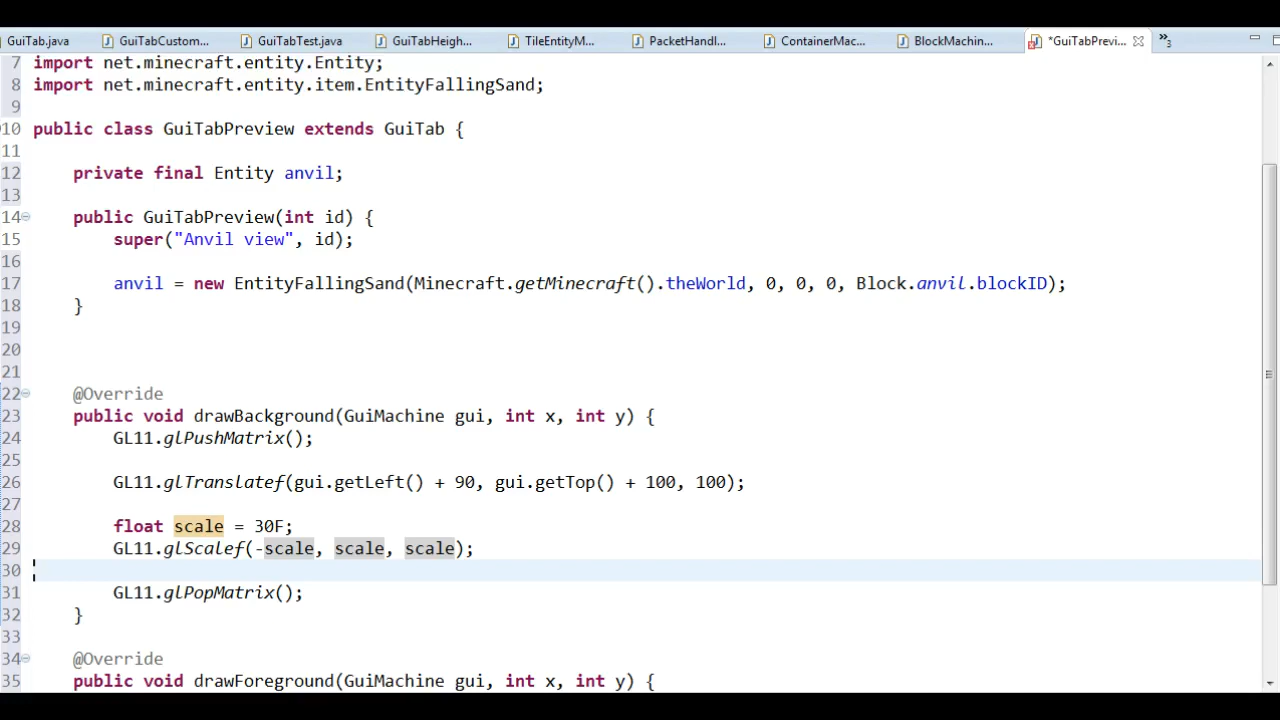 GuiTab.java GuiTabCustom... GuiTabTest.java GuiTabHeigh... TileEntityM... PacketHandl... ContainerMac... BlockMachin... *GuiTabPrevi... »3
7 import net.minecraft.entity.Entity;
8 import net.minecraft.entity.item.EntityFallingSand;
9
10 public class GuiTabPreview extends GuiTab {
11
12 private final Entity anvil;
13
14 public GuiTabPreview(int id) {
15 super("Anvil view", id);
16
17 anvil = new EntityFallingSand(Minecraft.getMinecraft().theWorld, 0, 0, 0, Block.anvil.blockID);
18 }
19
20
21
22 @Override
23 public void drawBackground(GuiMachine gui, int x, int y) {
24 GL11.glPushMatrix();
25
26 GL11.glTranslatef(gui.getLeft() + 90, gui.getTop() + 100, 100);
27
28 float scale = 30F;
29 GL11.glScalef(-scale, scale, scale);
30
31 GL11.glPopMatrix();
32 }
33
34 @Override
35 public void drawForeground(GuiMachine gui, int x, int y) {